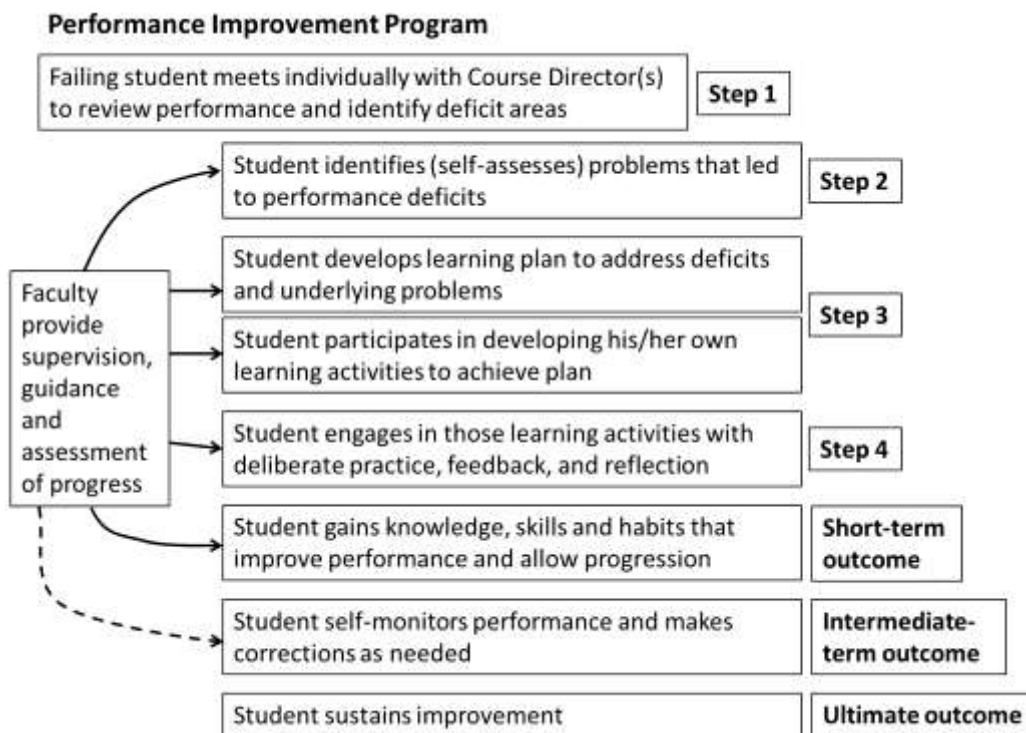 Performance Improvement Program
Failing student meets individually with Course Director(s)
to review performance and identify deficit areas
Step 1
Student identifies (self-assesses) problems that led
to performance deficits
Step 2
Faculty
provide
supervision,
guidance
and
assessment
of progress
Student develops learning plan to address deficits
and underlying problems
Student participates in developing his/her own
learning activities to achieve plan
Step 3
Student engages in those learning activities with
deliberate practice, feedback, and reflection
Step 4
Student gains knowledge, skills and habits that
improve performance and allow progression
Short-term
outcome
Student self-monitors performance and makes
corrections as needed
Intermediate-
term outcome
Student sustains improvement
Ultimate outcome